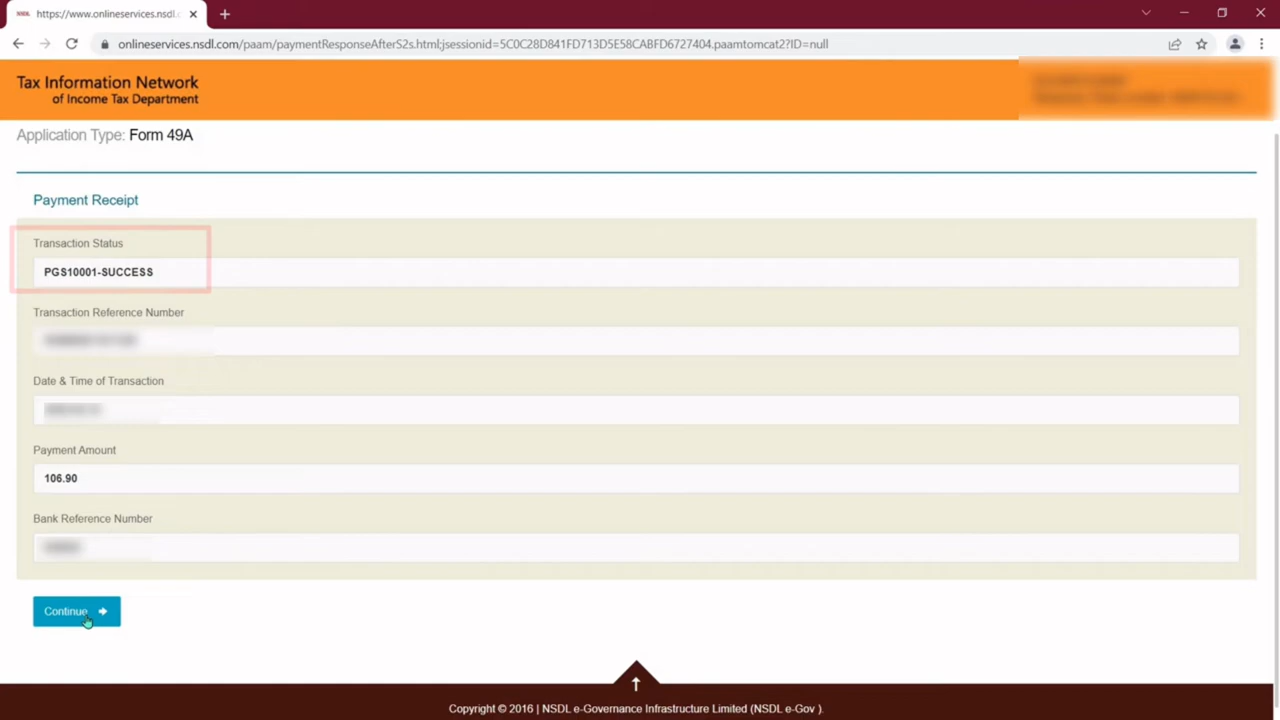 NSDL https://www.onlineservices.nsdl.c
onlineservices.nsdl.com/paam/paymentResponseAfterS2s.html;jsessionid=5C0C28D841FD713D5E58CABFD6727404.paamtomcat2?ID=null
Tax Information Network
of Income Tax Department
Application Type: Form 49A
Payment Receipt
Transaction Status
PGS10001-SUCCESS
Transaction Reference Number
Date & Time of Transaction
Payment Amount
106.90
Bank Reference Number
Continue
Copyright © 2016 | NSDL e-Governance Infrastructure Limited (NSDL e-Gov ).